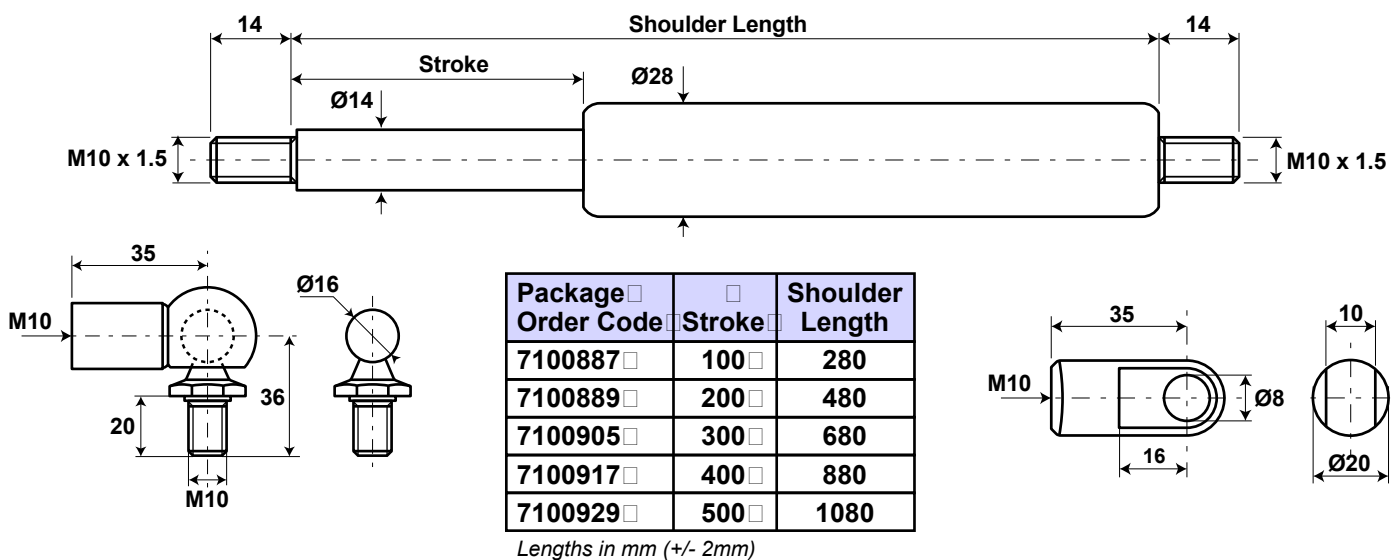 14
Shoulder Length
14
Stroke
Ø28
Ø14
M10 x 1.5
M10 x 1.5
35
Ø16
M10
36
20
M10
Package Order Code | Stroke | Shoulder Length
7100887 | 100 | 280
7100889 | 200 | 480
7100905 | 300 | 680
7100917 | 400 | 880
7100929 | 500 | 1080
Lengths in mm (+/- 2mm)
35
10
M10
Ø8
16
Ø20